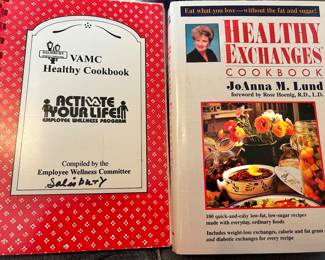 SALISBURY
VAMC
Healthy Cookbook
ACTIVATE
YOUR LIFE!
EMPLOYEE WELLNESS PROGRAM
Compiled by the
Employee Wellness Committee
Salisbury
Eat what you love—without the fat and sugar!
HEALTHY
EXCHANGES
COOKBOOK
JoAnna M. Lund
foreword by Rose Hoenig, R.D., L.D.
180 quick-and-easy low-fat, low-sugar recipes
made with everyday, ordinary foods
Includes weight-loss exchanges, calorie and fat grams
and diabetic exchanges for every recipe